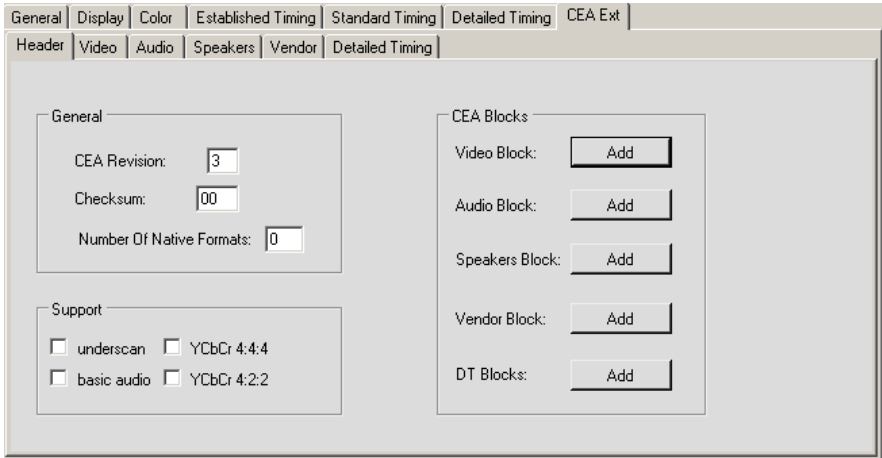 General Display Color Established Timing Standard Timing Detailed Timing CEA Ext
Header Video Audio Speakers Vendor Detailed Timing
General
CEA Revision: 3
Checksum: 00
Number Of Native Formats: 0
Support
underscan YCbCr 4:4:4
basic audio YCbCr 4:2:2
CEA Blocks
Video Block: Add
Audio Block: Add
Speakers Block: Add
Vendor Block: Add
DT Blocks: Add